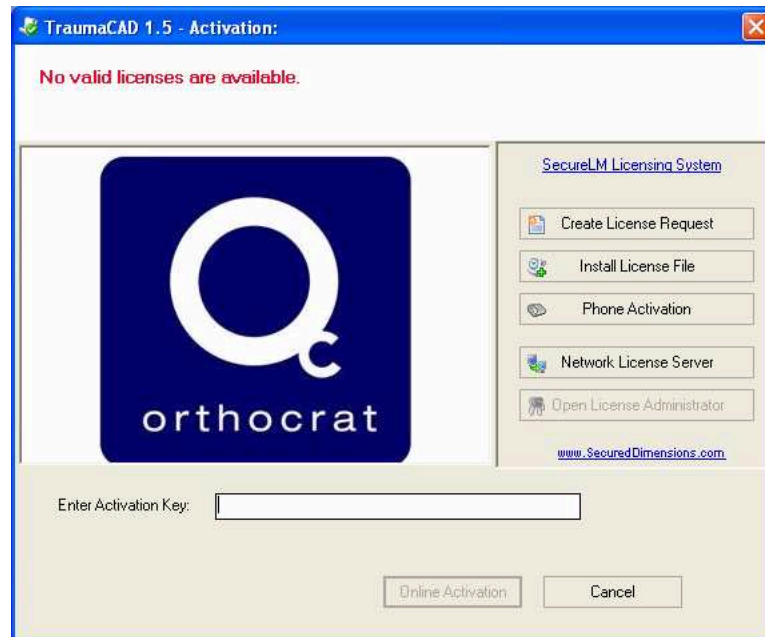 TraumaCAD 1.5 - Activation:
No valid licenses are available.
SecureLM Licensing System
Create License Request
Install License File
Phone Activation
Network License Server
Open License Administrator
www.SecuredDimensions.com
Qc
orthocrat
Enter Activation Key:
Online Activation
Cancel